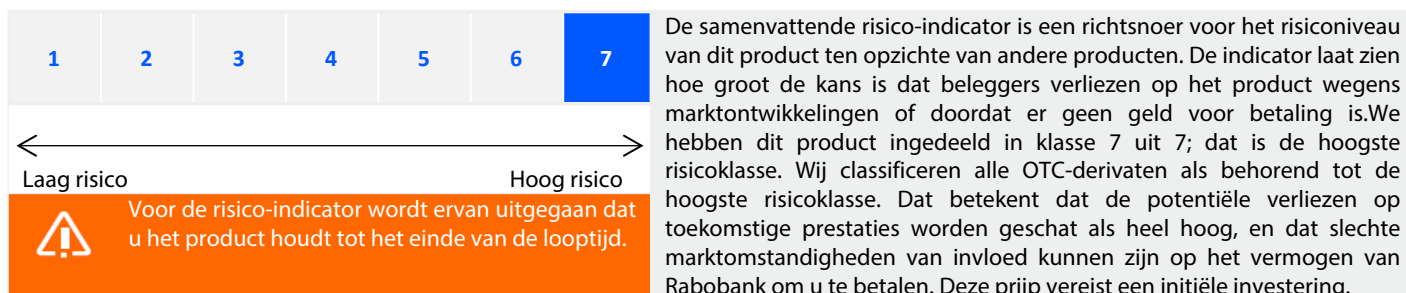 1 2 3 4 5 6 7
Laag risico Hoog risico
Voor de risico-indicator wordt ervan uitgegaan dat
u het product houdt tot het einde van de looptijd.
De samenvattende risico-indicator is een richtsnoer voor het risiconiveau
van dit product ten opzichte van andere producten. De indicator laat zien
hoe groot de kans is dat beleggers verliezen op het product wegens
marktontwikkelingen of doordat er geen geld voor betaling is.We
hebben dit product ingedeeld in klasse 7 uit 7; dat is de hoogste
risicoklasse. Wij classificeren alle OTC-derivaten als behorend tot de
hoogste risicoklasse. Dat betekent dat de potentiële verliezen op
toekomstige prestaties worden geschat als heel hoog, en dat slechte
marktomstandigheden van invloed kunnen zijn op het vermogen van
Rabobank om u te betalen. Deze prijp vereist een initiële investering.